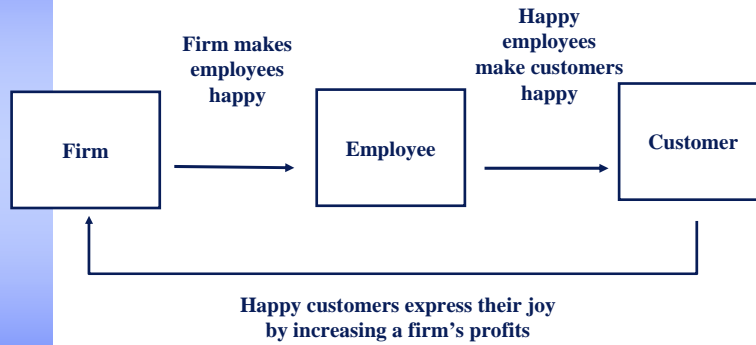 Firm makes
employees
happy
Happy
employees
make customers
happy
Firm
Employee
Customer
Happy customers express their joy
by increasing a firm's profits